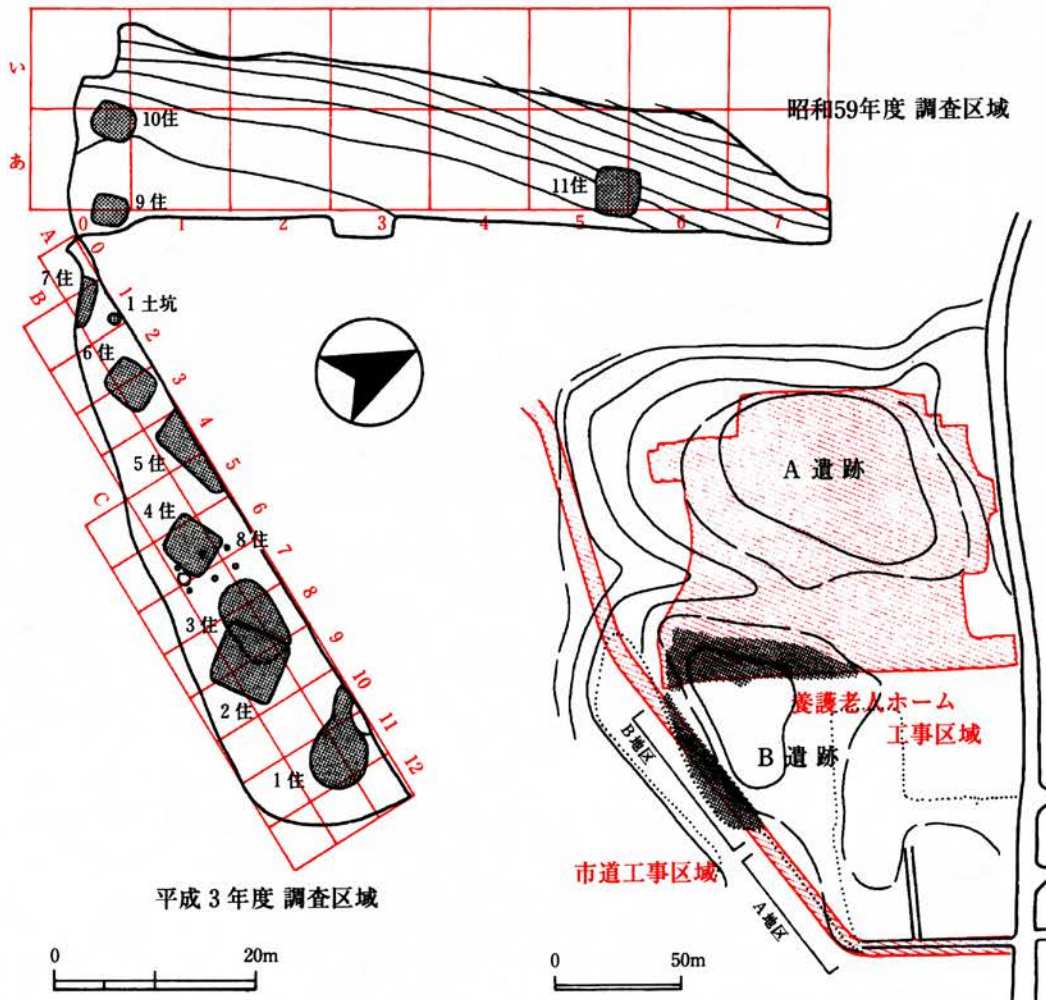 い
昭和59年度 調査区域
10住
あ
11住
9住
0 1 2 3 4 5 6 7
A 0
7住
1
1土坑
B
2
6住
3
4
5住
5
C
6
4住
8住
7
8
3住
9
10
2住
11
12
1住
A遺跡
養護老人ホーム
工事区域
B地区
B遺跡
市道工事区域
A地区
平成3年度 調査区域
0 20m
0 50m